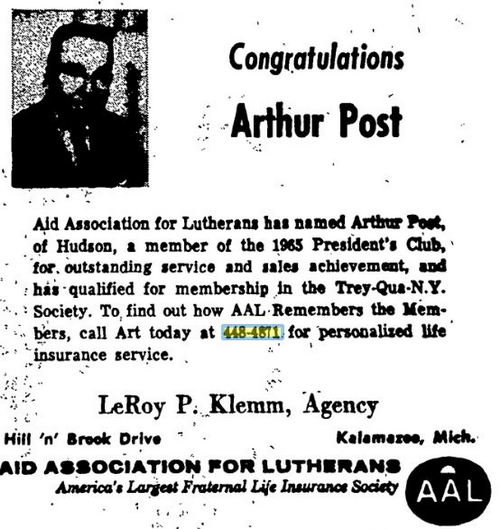 Congratulations
Arthur Post
Aid Association for Lutherans has named Arthur Post,
of Hudson, a member of the 1965 President's Club,
for outstanding service and sales achievement, and
has qualified for membership in the Trey-Qua-N.Y.
Society. To find out how AAL Remembers the Mem-
bers, call Art today at 448-4871 for personalized life
insurance service.
LeRoy P. Klemm, Agency
Hill 'n' Brook Drive Kalamazoo, Mich.
AID ASSOCIATION FOR LUTHERANS
America's Largest Fraternal Life Insurance Society
AAL